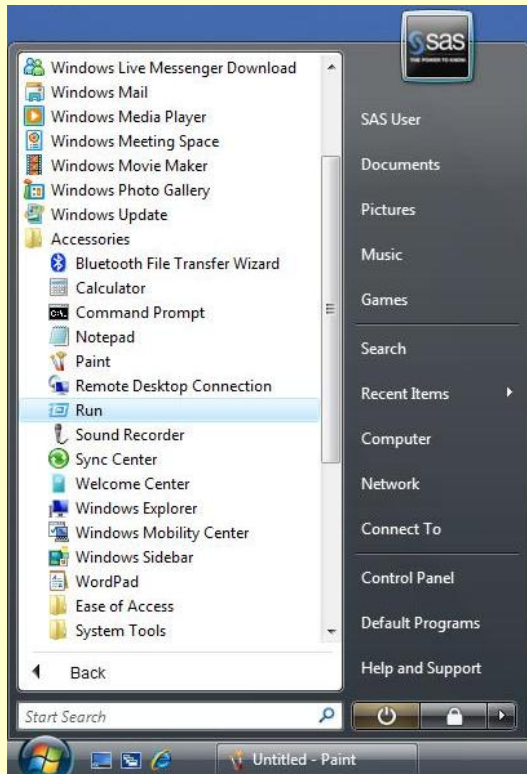 sas
THE POWER TO KNOW.
Windows Live Messenger Download
Windows Mail
Windows Media Player
Windows Meeting Space
Windows Movie Maker
Windows Photo Gallery
Windows Update
Accessories
Bluetooth File Transfer Wizard
Calculator
Command Prompt
Notepad
Paint
Remote Desktop Connection
Run
Sound Recorder
Sync Center
Welcome Center
Windows Explorer
Windows Mobility Center
Windows Sidebar
WordPad
Ease of Access
System Tools
Back
Start Search
SAS User
Documents
Pictures
Music
Games
Search
Recent Items
Computer
Network
Connect To
Control Panel
Default Programs
Help and Support
Untitled - Paint